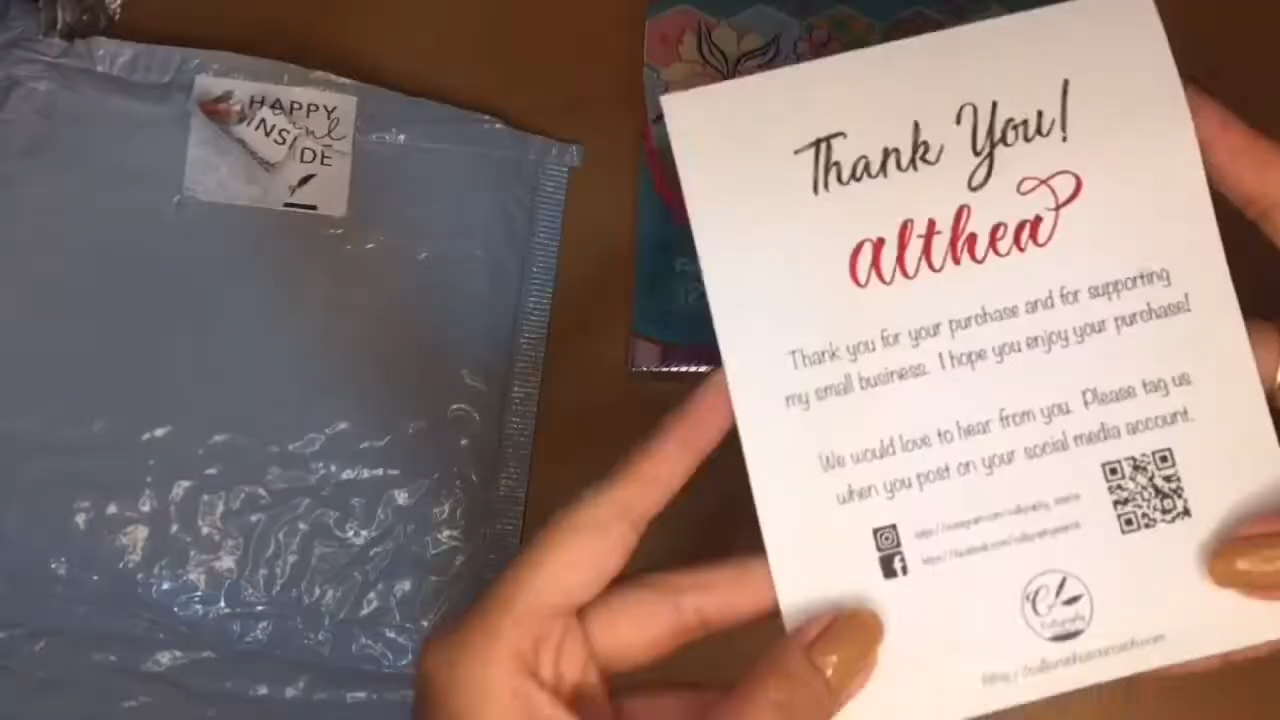 HAPPY
INSIDE
Thank You!
althea
Thank you for your purchase and for supporting
my small business. I hope you enjoy your purchase!
We would love to hear from you. Please tag us
when you post on your social media account.